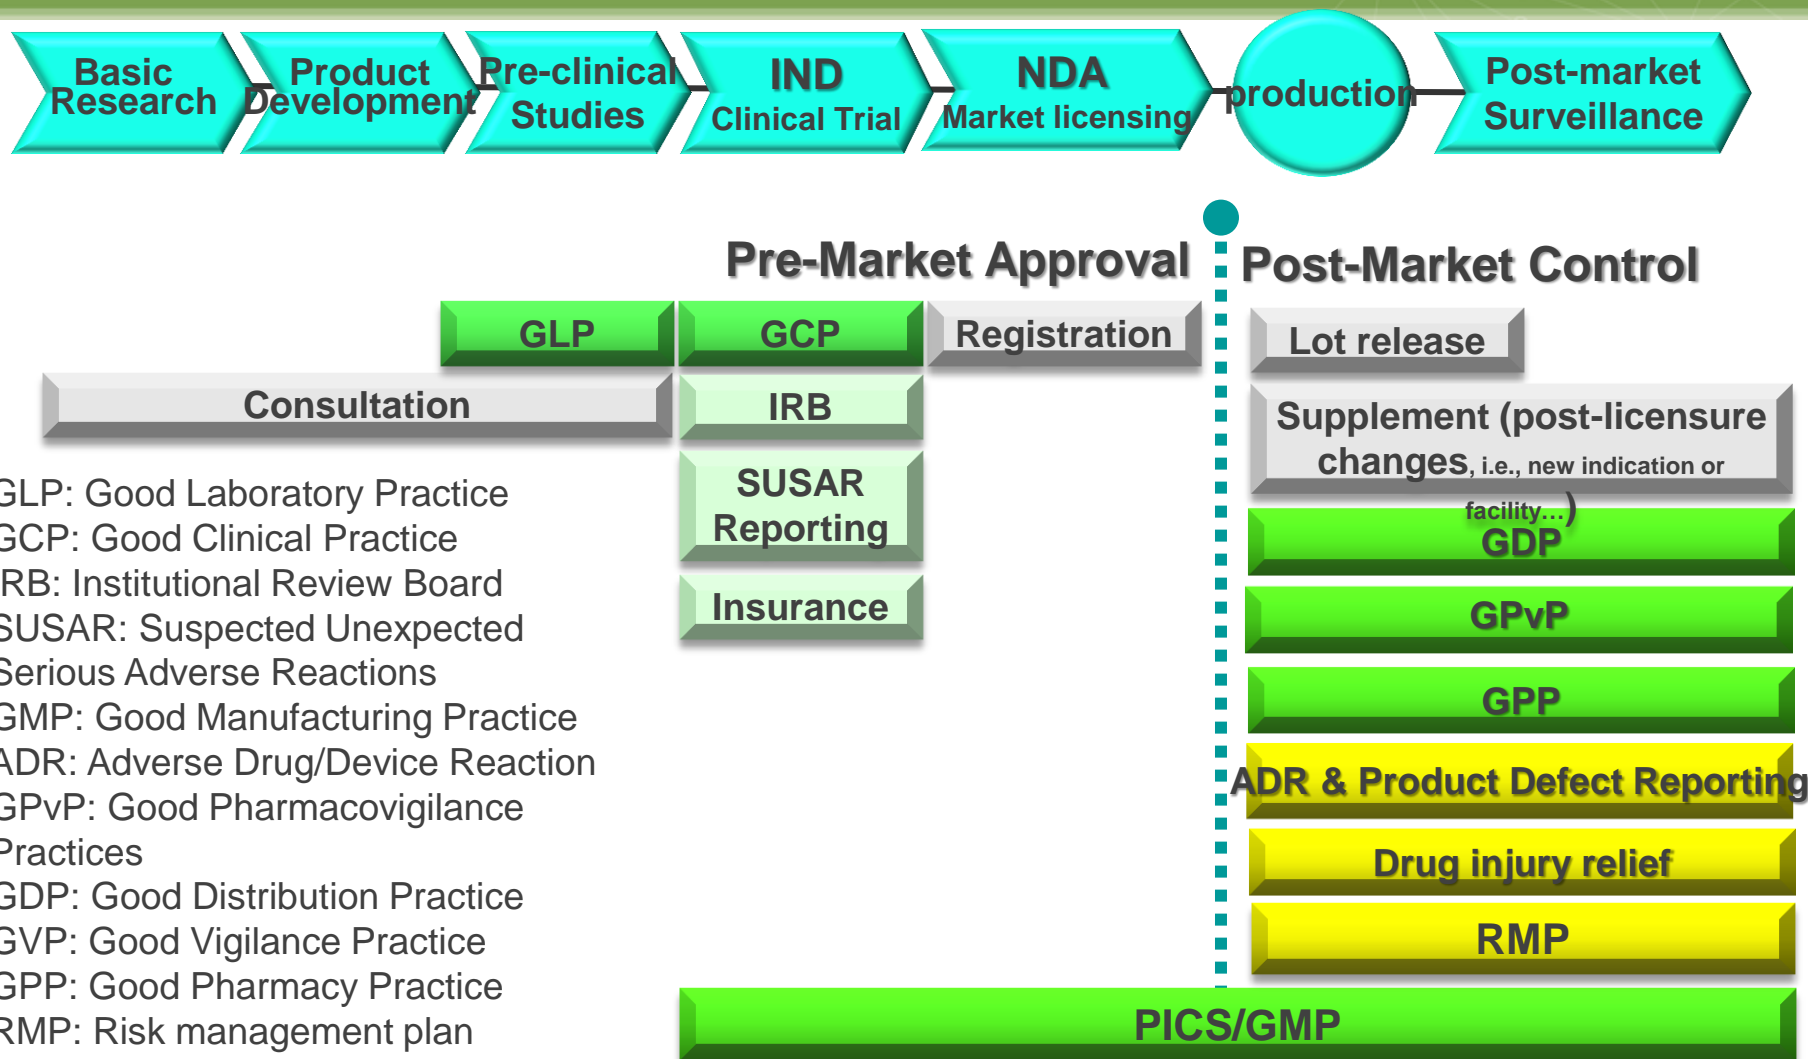 Basic
Research
Product
Development
Pre-clinical
Studies
IND
Clinical Trial
NDA
Market licensing
production
Post-market
Surveillance
Pre-Market Approval
Post-Market Control
GLP
GCP
Registration
Consultation
IRB
SUSAR
Reporting
Insurance
Lot release
Supplement (post-licensure
changes, i.e., new indication or
facility…)
GDP
GPvP
GPP
ADR & Product Defect Reporting
Drug injury relief
RMP
PICS/GMP
GLP: Good Laboratory Practice
GCP: Good Clinical Practice
IRB: Institutional Review Board
SUSAR: Suspected Unexpected
Serious Adverse Reactions
GMP: Good Manufacturing Practice
ADR: Adverse Drug/Device Reaction
GPvP: Good Pharmacovigilance
Practices
GDP: Good Distribution Practice
GVP: Good Vigilance Practice
GPP: Good Pharmacy Practice
RMP: Risk management plan